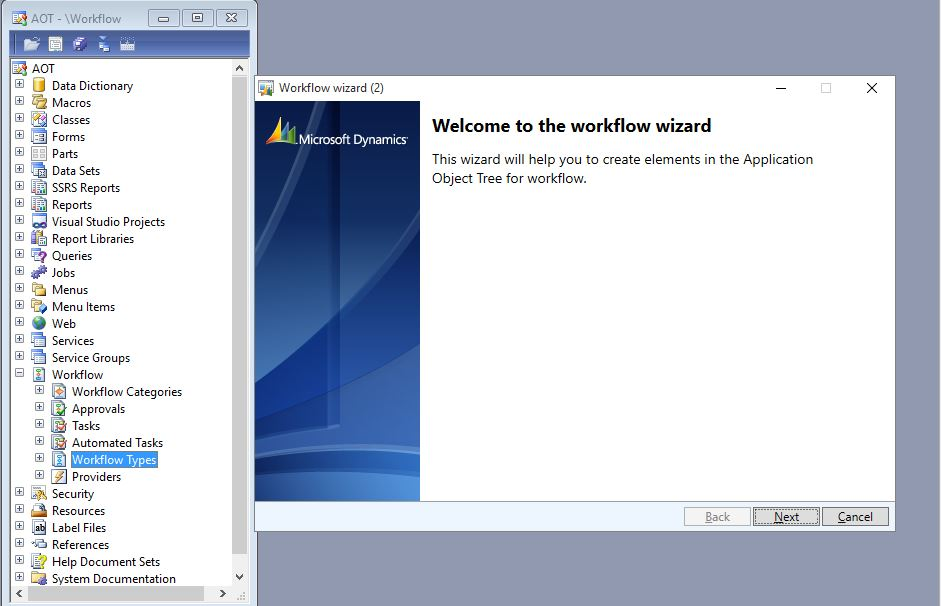 AOT - \Workflow
AOT
Data Dictionary
Macros
Classes
Forms
Parts
Data Sets
SSRS Reports
Reports
Visual Studio Projects
Report Libraries
Queries
Jobs
Menus
Menu Items
Web
Services
Service Groups
Workflow
Workflow Categories
Approvals
Tasks
Automated Tasks
Workflow Types
Providers
Security
Resources
Label Files
References
Help Document Sets
System Documentation
Workflow wizard (2)
Microsoft Dynamics®
Welcome to the workflow wizard
This wizard will help you to create elements in the Application
Object Tree for workflow.
Back Next Cancel